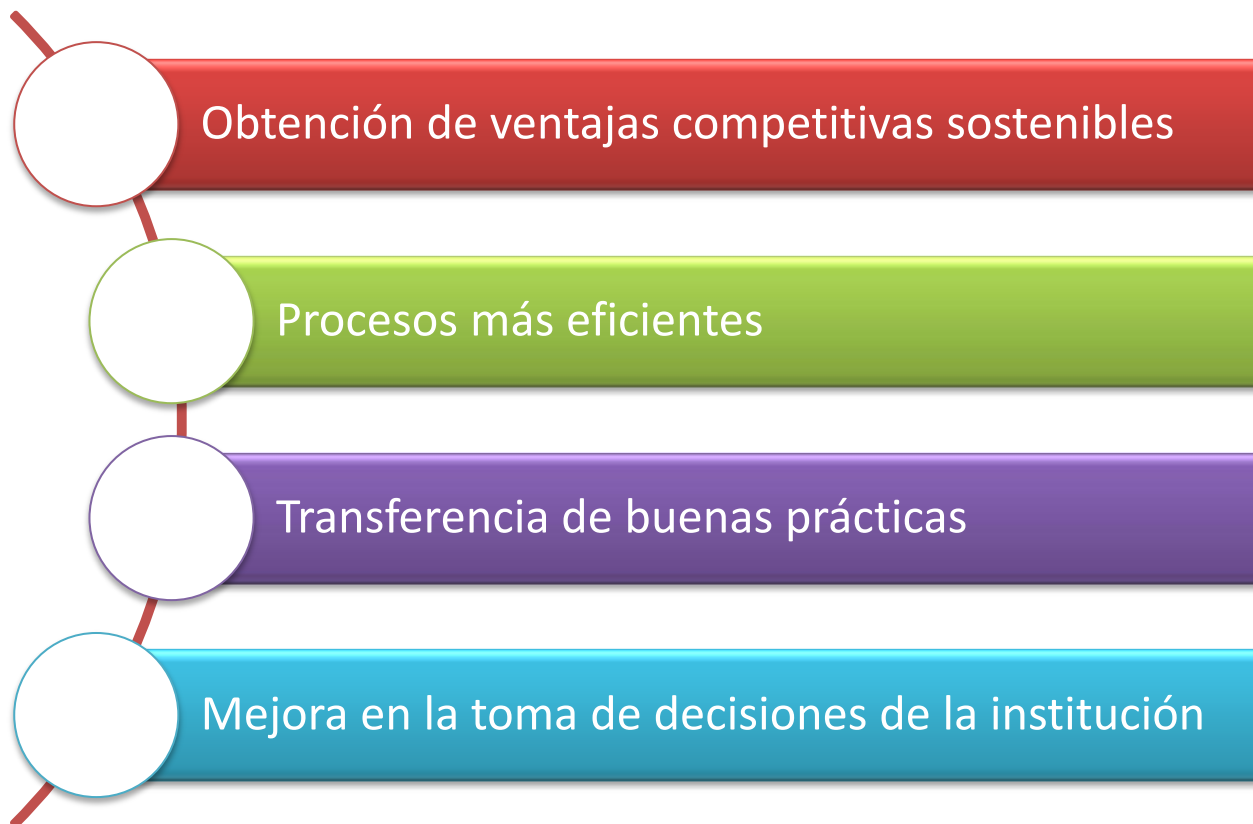 Obtención de ventajas competitivas sostenibles
Procesos más eficientes
Transferencia de buenas prácticas
Mejora en la toma de decisiones de la institución